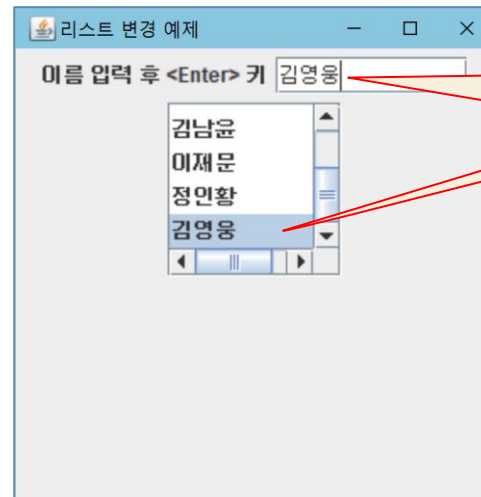 리스트 변경 예제
이름 입력 후 <Enter> 키 김영웅
김남윤
이재문
정인황
김영웅